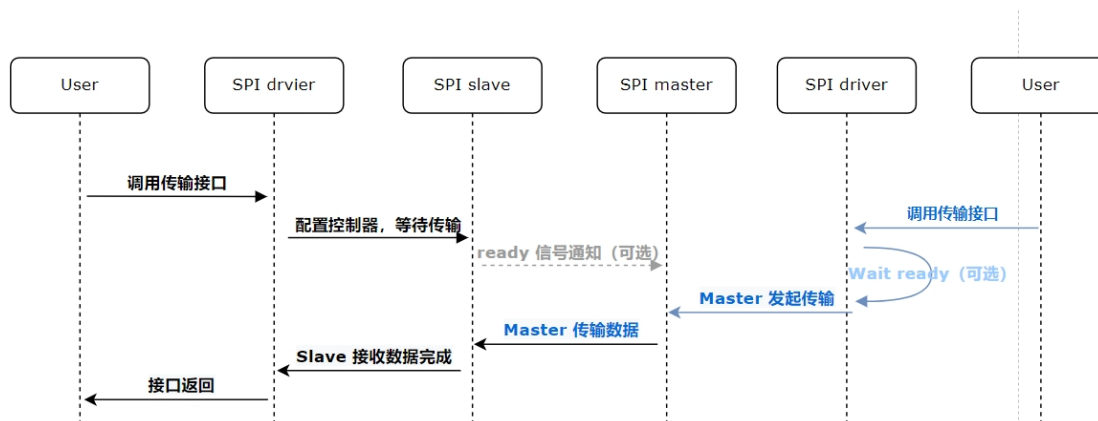 User
SPI drvier
SPI slave
SPI master
SPI driver
User
调用传输接口
配置控制器，等待传输
调用传输接口
ready 信号通知（可选）
Wait ready（可选）
Master 发起传输
Master 传输数据
Slave 接收数据完成
接口返回